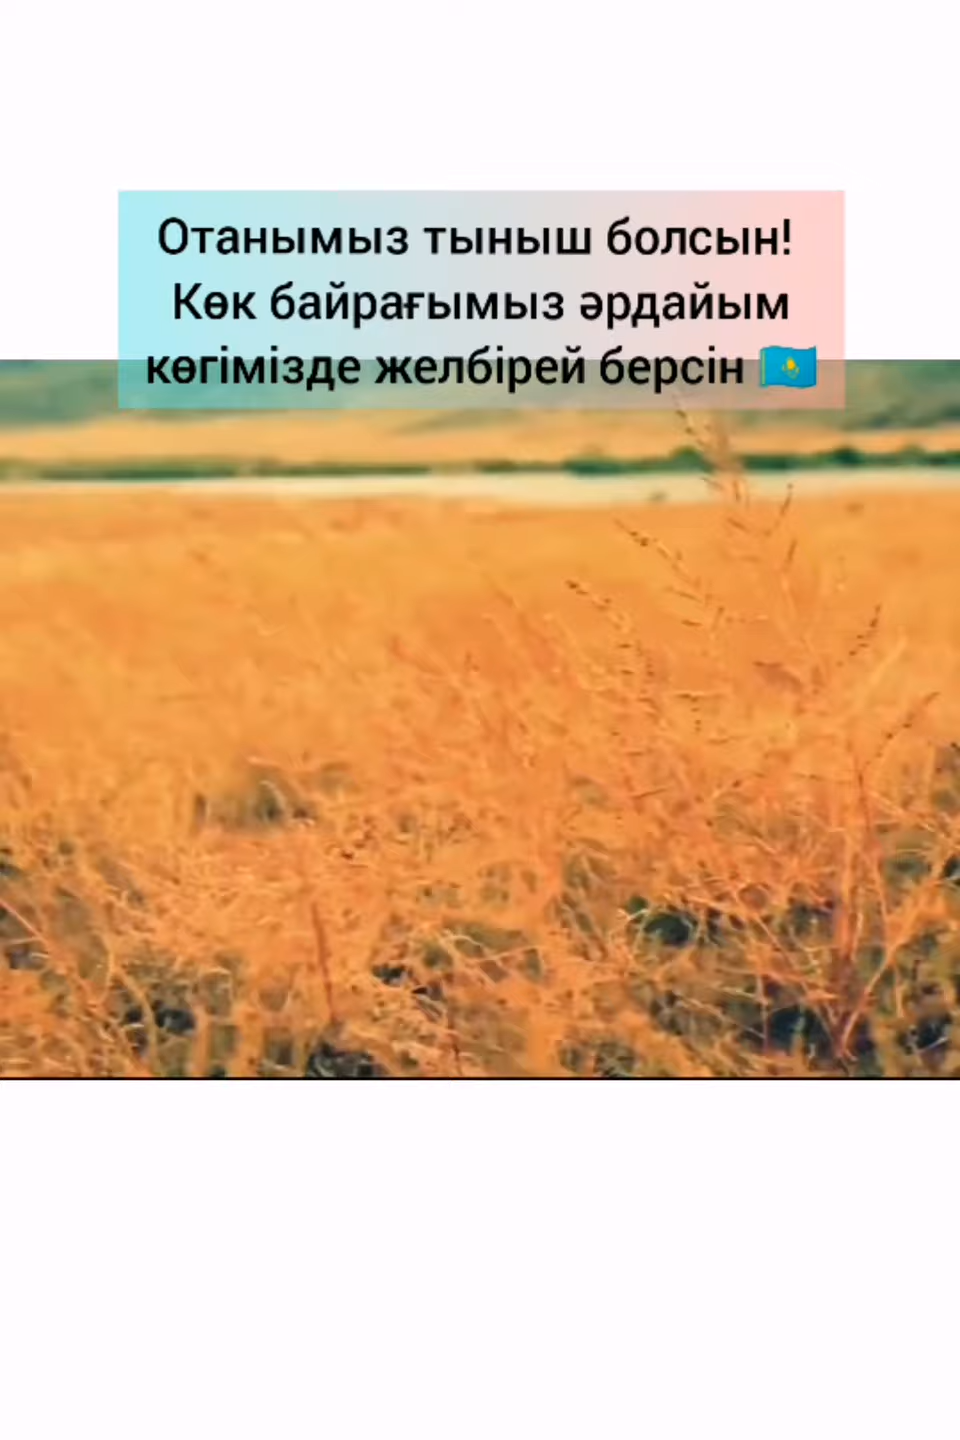 Отанымыз тыныш болсын!
Көк байрағымыз әрдайым
көгімізде желбірей берсін 🇰🇿